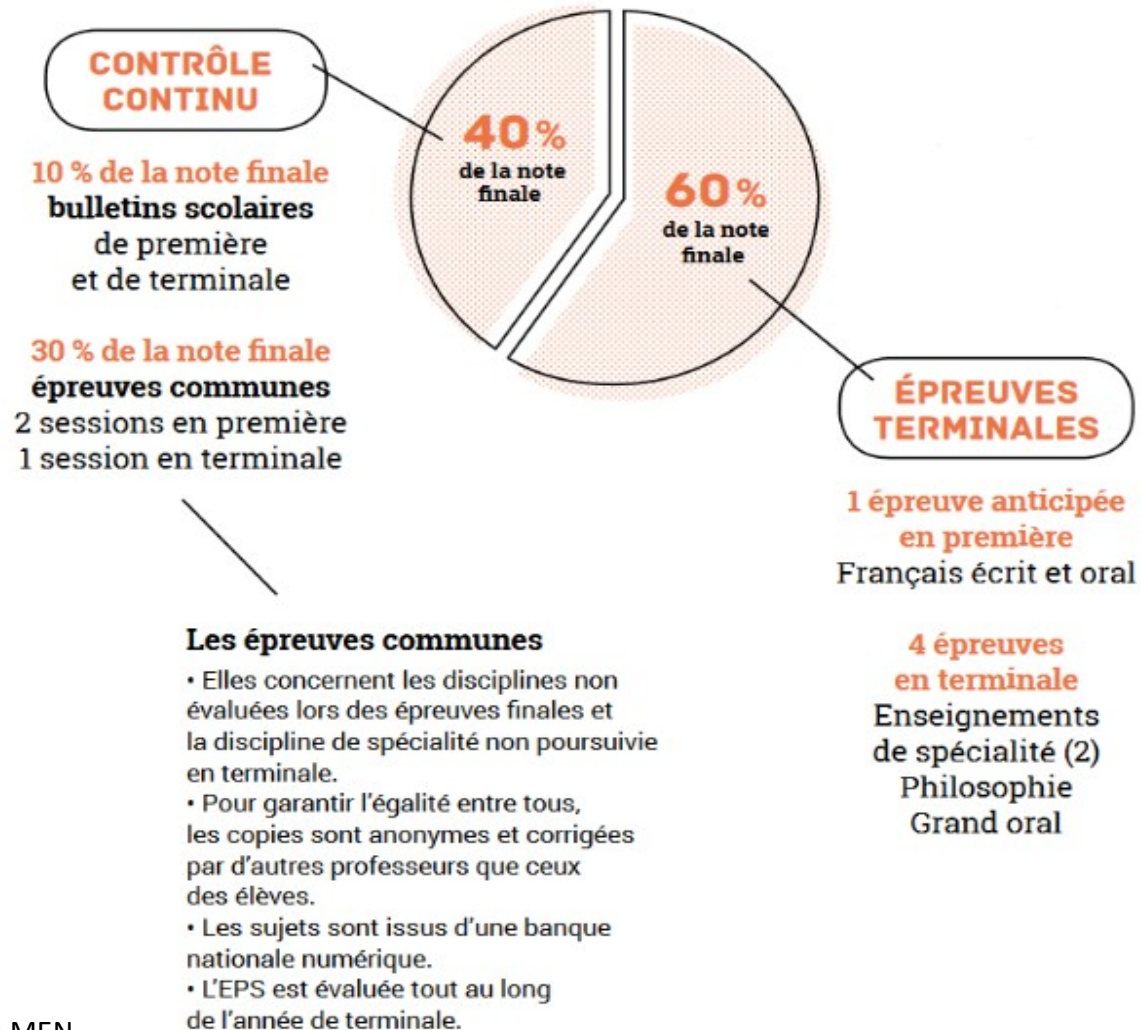 CONTRÔLE
CONTINU
10 % de la note finale
bulletins scolaires
de première
et de terminale
30 % de la note finale
épreuves communes
2 sessions en première
1 session en terminale
40 %
de la note
finale
60 %
de la note
finale
ÉPREUVES
TERMINALES
1 épreuve anticipée
en première
Français écrit et oral
4 épreuves
en terminale
Enseignements
de spécialité (2)
Philosophie
Grand oral
Les épreuves communes
• Elles concernent les disciplines non
évaluées lors des épreuves finales et
la discipline de spécialité non poursuivie
en terminale.
• Pour garantir l'égalité entre tous,
les copies sont anonymes et corrigées
par d'autres professeurs que ceux
des élèves.
• Les sujets sont issus d'une banque
nationale numérique.
• L'EPS est évaluée tout au long
de l'année de terminale.
MEN